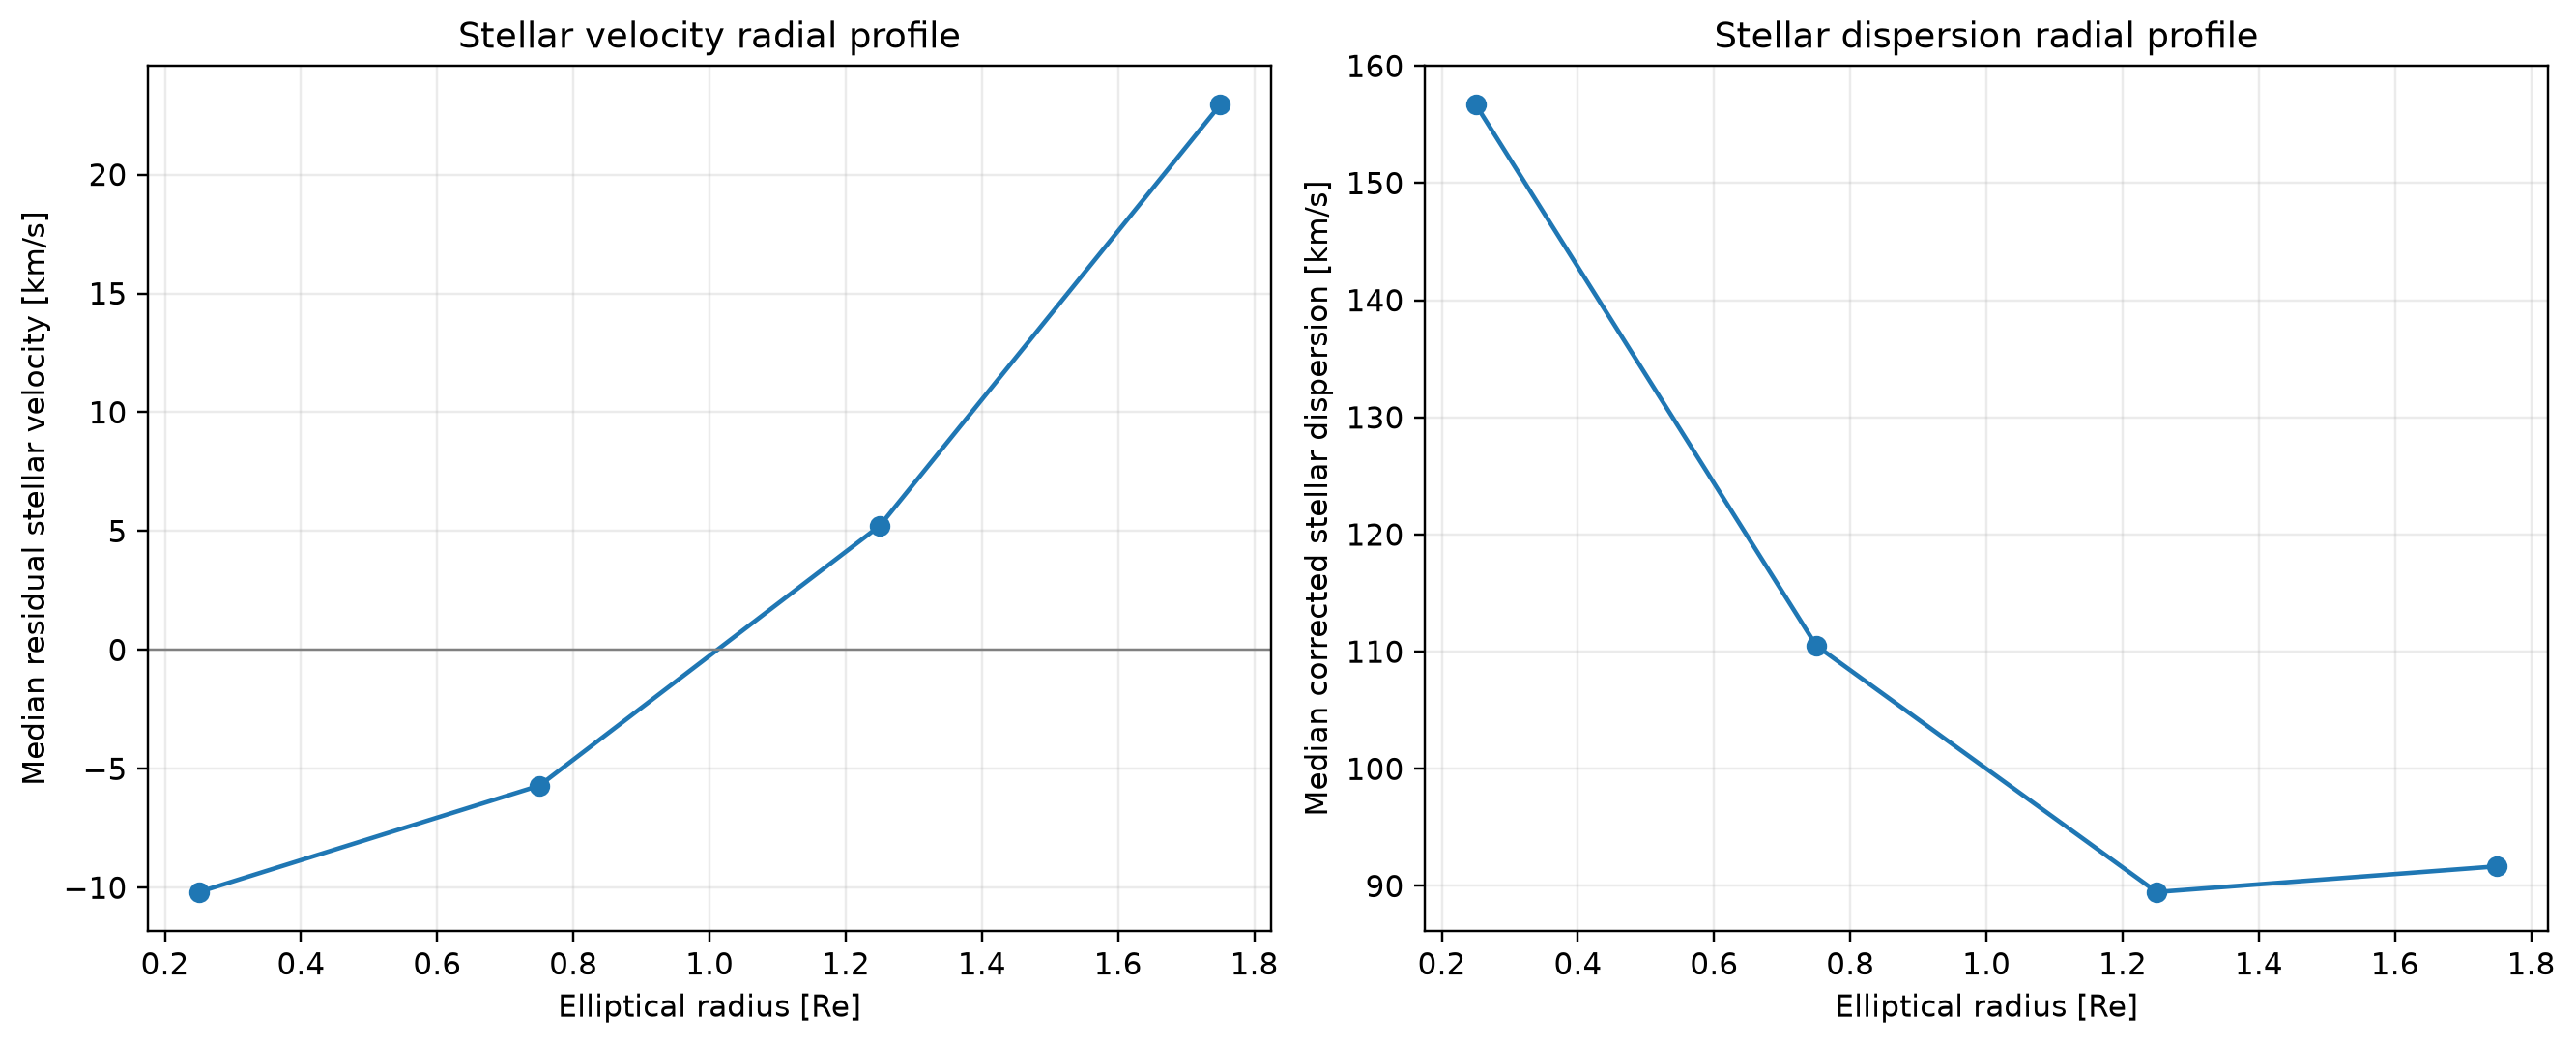 Stellar velocity radial profile
Median residual stellar velocity [km/s]
20
15
10
5
0
−5
−10
0.2 0.4 0.6 0.8 1.0 1.2 1.4 1.6 1.8
Elliptical radius [Re]
Stellar dispersion radial profile
Median corrected stellar dispersion [km/s]
160
150
140
130
120
110
100
90
0.2 0.4 0.6 0.8 1.0 1.2 1.4 1.6 1.8
Elliptical radius [Re]